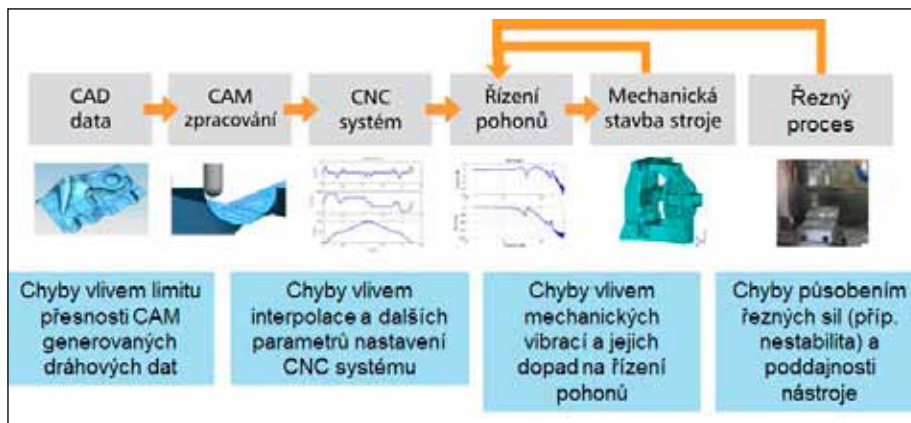 CAD
data
CAM
zpracování
CNC
systém
Řízení
pohonů
Mechanická
stavba stroje
Řezný
proces
Chyby vlivem limitu
přesnosti CAM
generovaných
dráhových dat
Chyby vlivem
interpolace a dalších
parametrů nastavení
CNC systému
Chyby vlivem
mechanických
vibrací a jejich
dopad na řízení
pohonů
Chyby působením
řezných sil (příp.
nestabilita) a
poddajnosti
nástroje